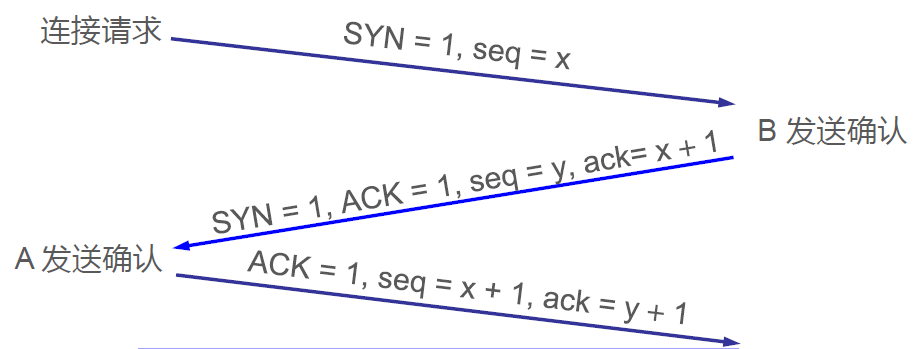 连接请求
SYN = 1, seq = x
B 发送确认
SYN = 1, ACK = 1, seq = y, ack= x + 1
A 发送确认
ACK = 1, seq = x + 1, ack = y + 1